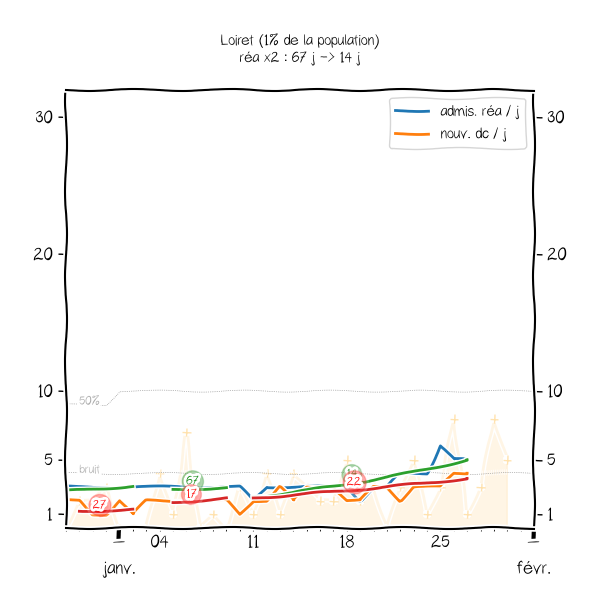 Loiret (1% de la population)
réa x2 : 67 j -> 14 j
admis. réa / j
nouv. dc / j
30
30
20
20
10
10
50%
5
5
bruit
67
17
22
27
1
1
04
11
18
25
janv.
févr.